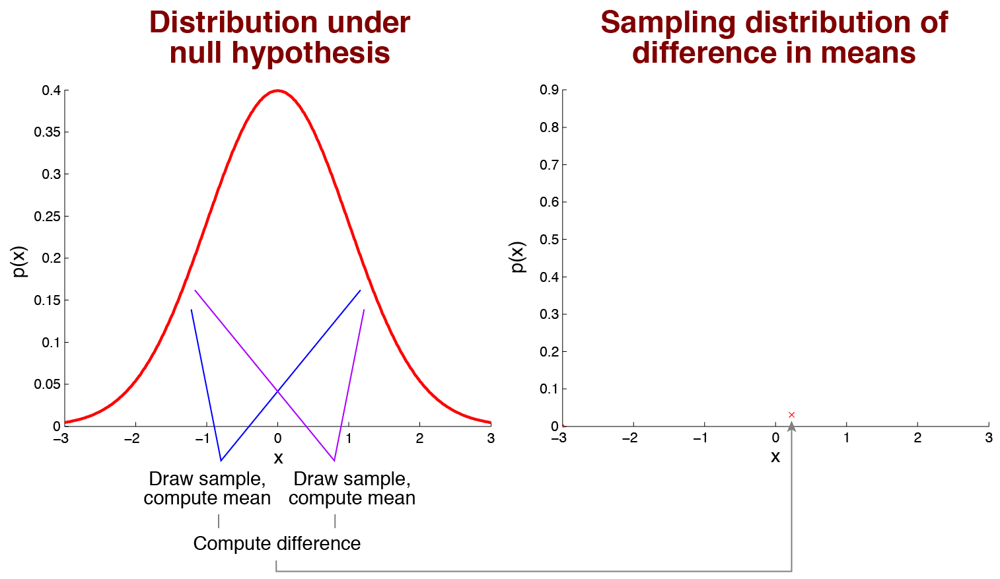 Distribution under
null hypothesis
0.4
0.35
0.3
0.25
0.2
0.15
0.1
0.05
0
p(x)
−3
−2
−1
0
1
2
3
x
Draw sample,
compute mean
Draw sample,
compute mean
Compute difference
Sampling distribution of
difference in means
0.9
0.8
0.7
0.6
0.5
0.4
0.3
0.2
0.1
0
p(x)
−3
−2
−1
0
1
2
3
x